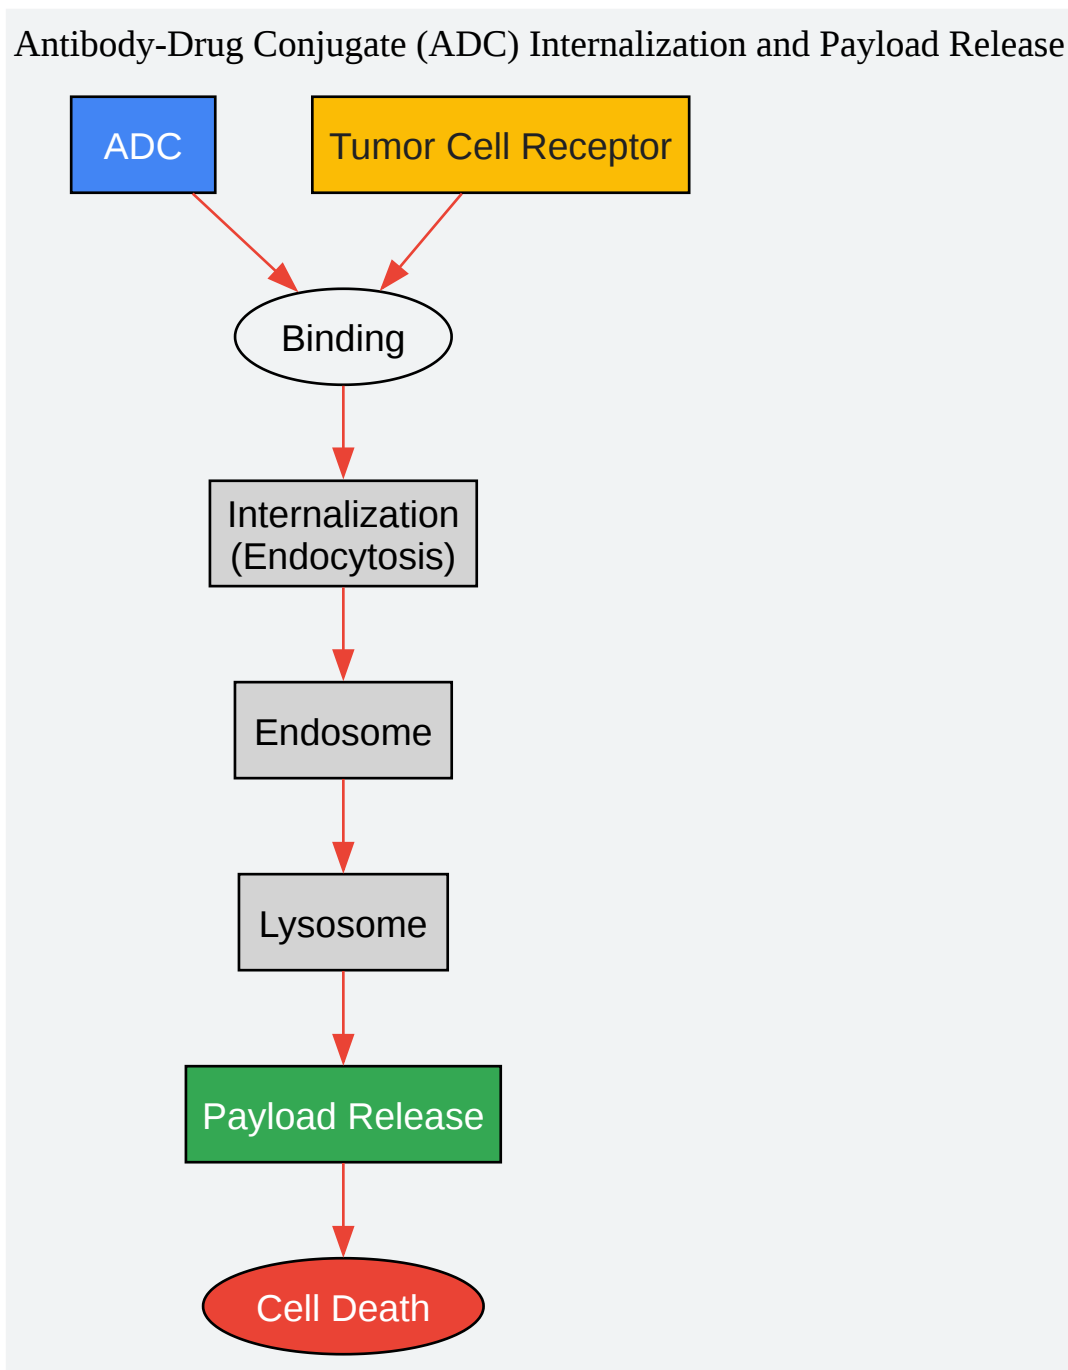 Antibody-Drug Conjugate (ADC) Internalization and Payload Release
ADC
Tumor Cell Receptor
Binding
Internalization
(Endocytosis)
Endosome
Lysosome
Payload Release
Cell Death